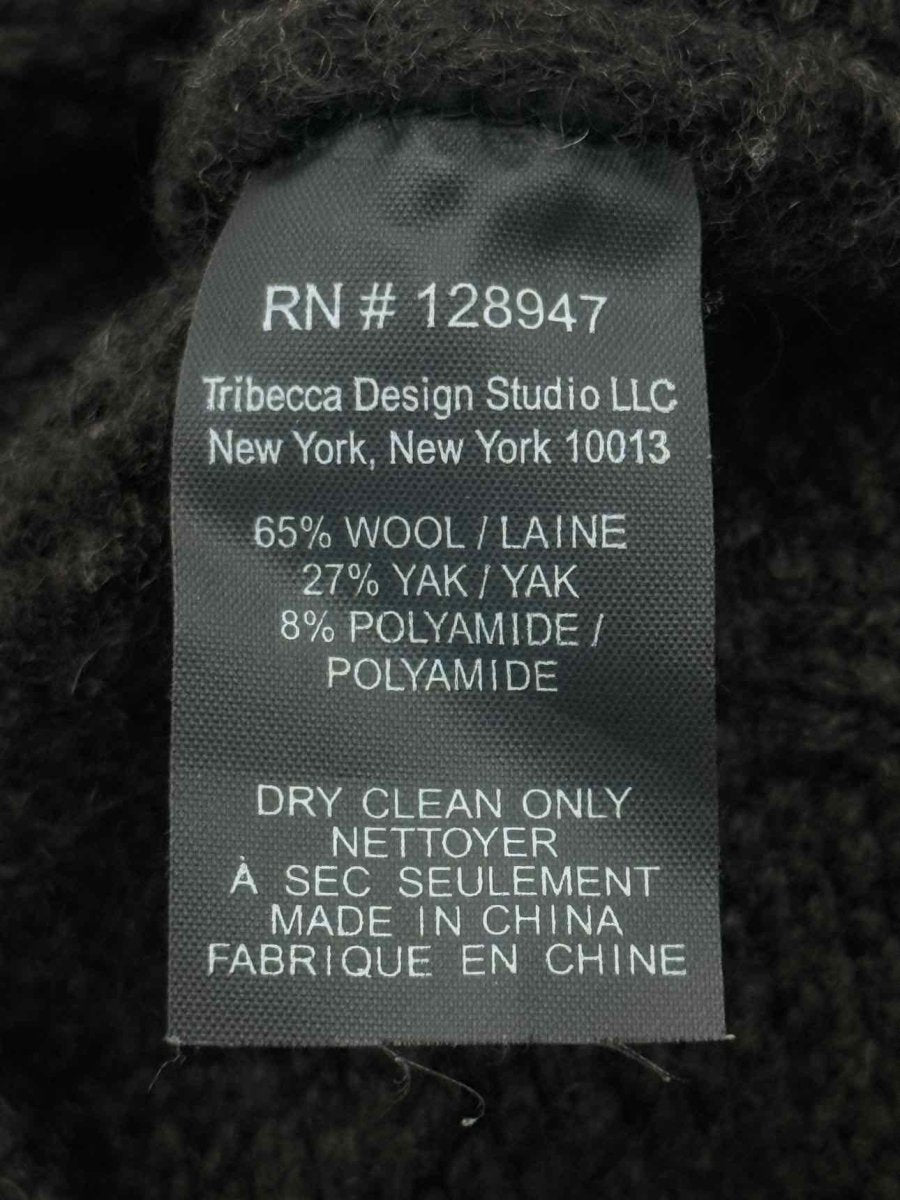 RN # 128947
Tribecca Design Studio LLC
New York, New York 10013
65% WOOL / LAINE
27% YAK / YAK
8% POLYAMIDE /
POLYAMIDE
DRY CLEAN ONLY
NETTOYER
À SEC SEULEMENT
MADE IN CHINA
FABRIQUE EN CHINE